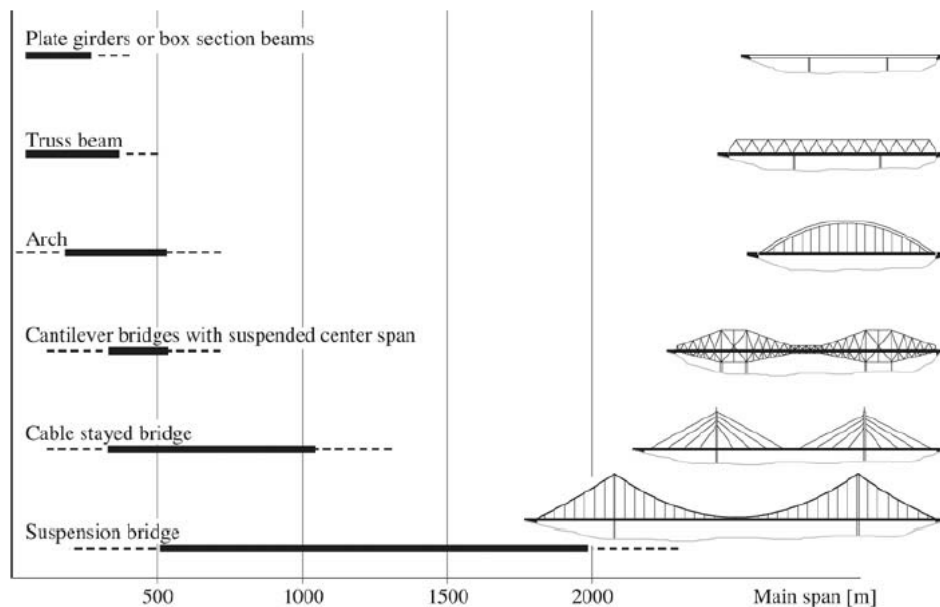 Plate girders or box section beams
Truss beam
Arch
Cantilever bridges with suspended center span
Cable stayed bridge
Suspension bridge
500 1000 1500 2000 Main span [m]